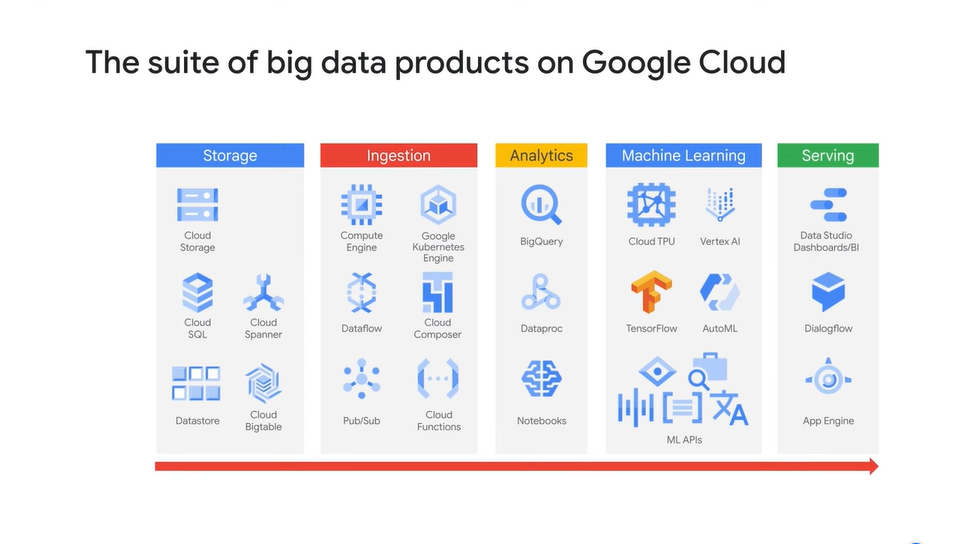 The suite of big data products on Google Cloud
Storage
Cloud
Storage
Cloud
SQL
Cloud
Spanner
Datastore
Cloud
Bigtable
Ingestion
Compute
Engine
Google
Kubernetes
Engine
Dataflow
Cloud
Composer
Pub/Sub
Cloud
Functions
Analytics
BigQuery
Dataproc
Notebooks
Machine Learning
Cloud TPU
Vertex AI
TensorFlow
AutoML
文A
ML APIs
Serving
Data Studio
Dashboards/BI
Dialogflow
App Engine